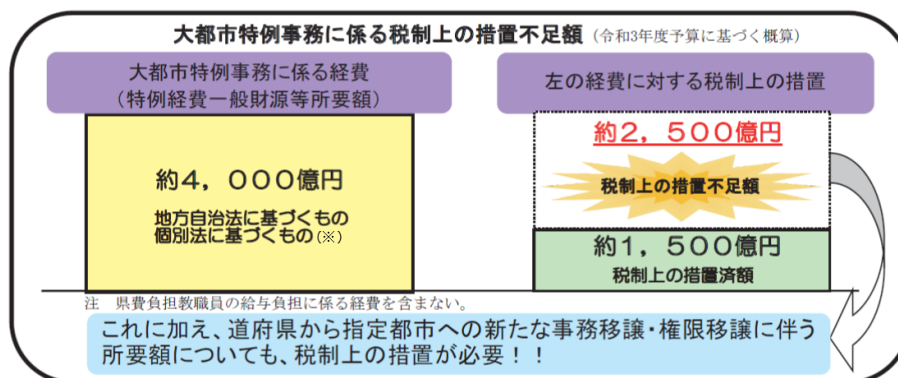 大都市特例事務に係る税制上の措置不足額（令和3年度予算に基づく概算）
大都市特例事務に係る経費
（特例経費一般財源等所要額）
左の経費に対する税制上の措置
約4，000億円
地方自治法に基づくもの
個別法に基づくもの(※)
約2，500億円
税制上の措置不足額
約1，500億円
税制上の措置済額
注　県費負担教職員の給与負担に係る経費を含まない。
これに加え、道府県から指定都市への新たな事務移譲・権限移譲に伴う
所要額についても、税制上の措置が必要！！